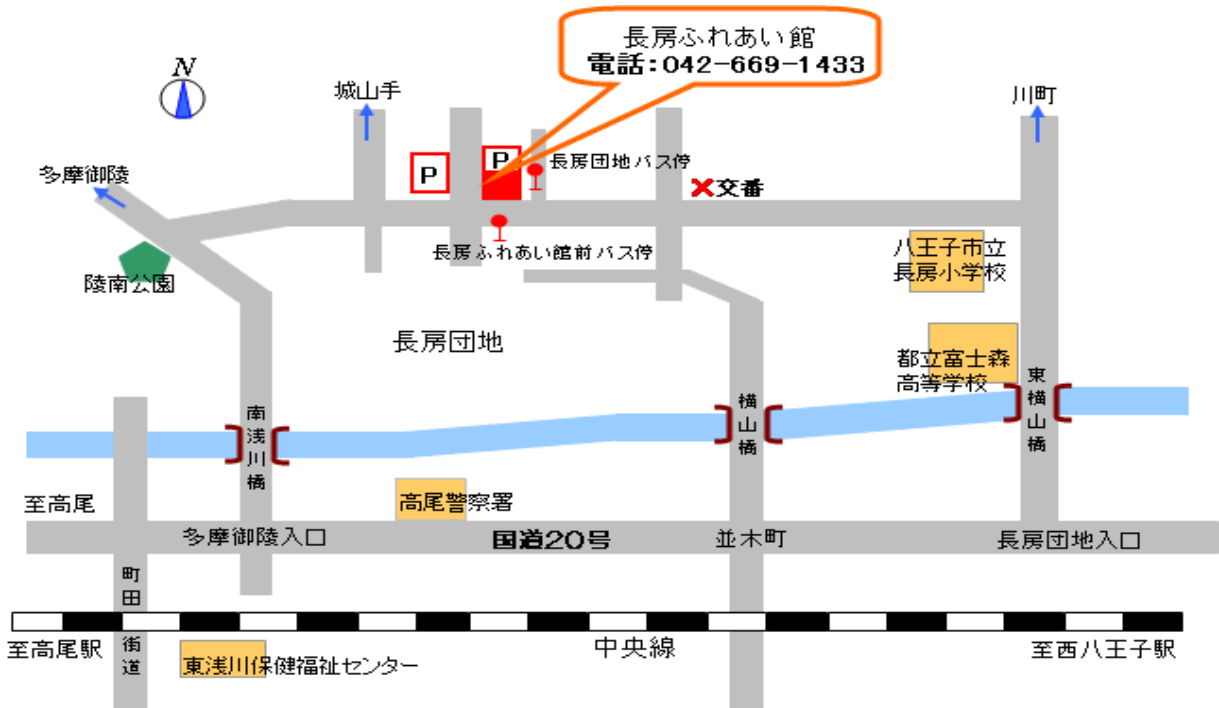 長房ふれあい館
電話:042-669-1433
N
城山手
川町
多摩御陵
P
P
長房団地バス停
交番
陵南公園
長房ふれあい館前バス停
八王子市立
長房小学校
長房団地
都立富士森
高等学校
東横山橋
横山橋
南浅川橋
至高尾
高尾警察署
多摩御陵入口
国道20号
並木町
長房団地入口
町田街道
至高尾駅
中央線
至西八王子駅
東浅川保健福祉センター